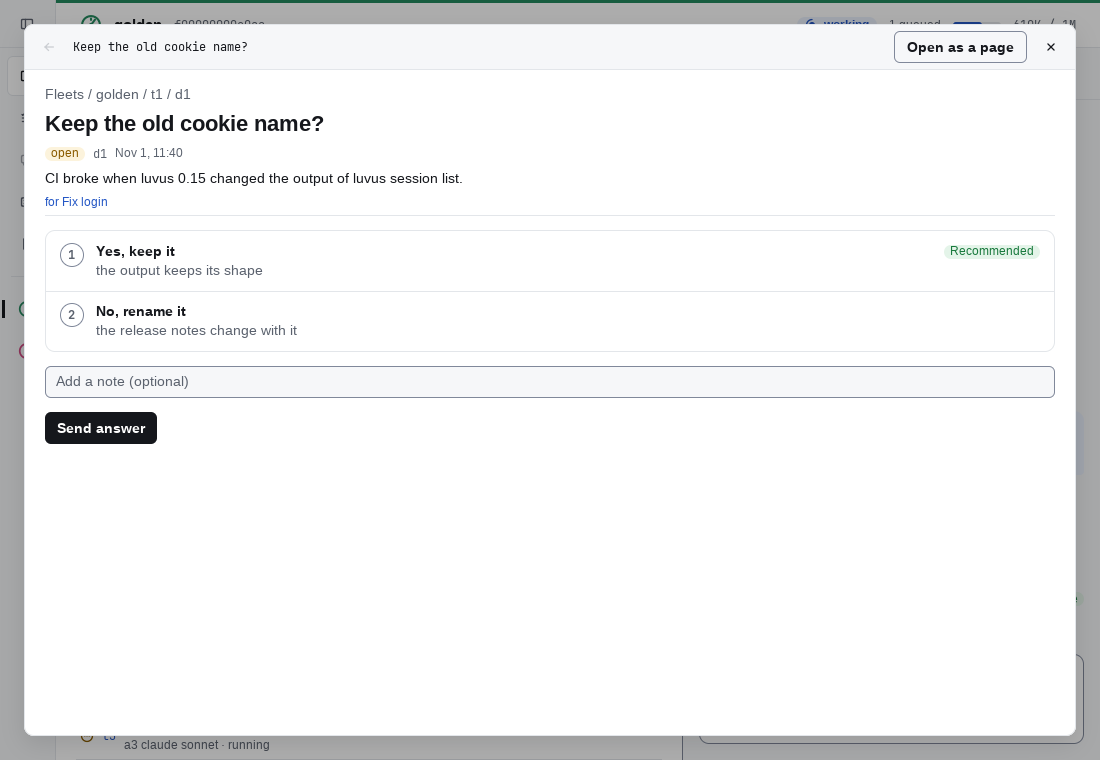 Keep the old cookie name?
Open as a page
Fleets / golden / t1 / d1
Keep the old cookie name?
open d1 Nov 1, 11:40
CI broke when luvus 0.15 changed the output of luvus session list.
for Fix login
1 Yes, keep it Recommended
the output keeps its shape
2 No, rename it
the release notes change with it
Add a note (optional)
Send answer
a3 claude sonnet · running